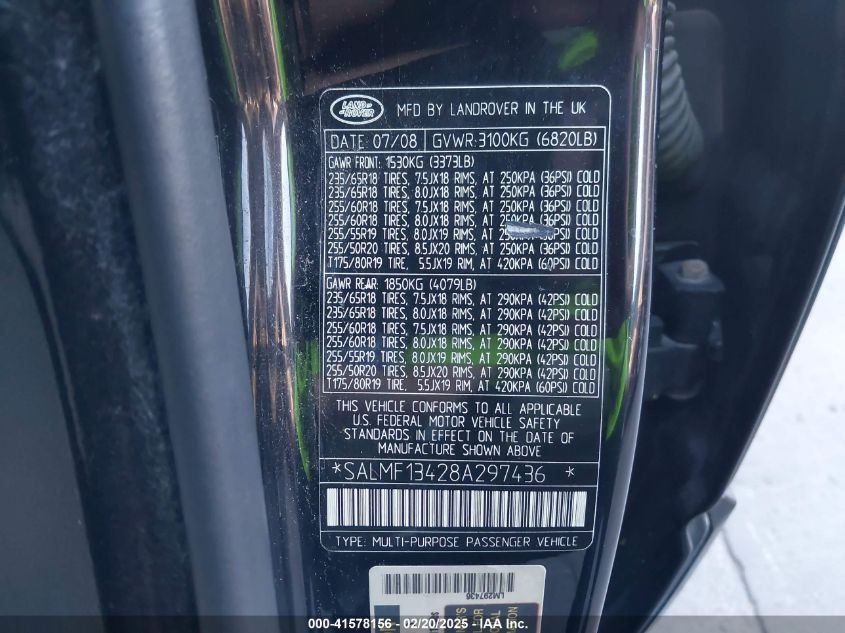 LAND ROVER
MFD BY LANDROVER IN THE UK
DATE: 07/08 GVWR:3100KG (6820LB)
GAWR FRONT: 1530KG (3373LB)
235/65R18 TIRES, 7.5JX18 RIMS, AT 250KPA (36PSI) COLD
235/65R18 TIRES, 8.0JX18 RIMS, AT 250KPA (36PSI) COLD
255/60R18 TIRES, 7.5JX18 RIMS, AT 250KPA (36PSI) COLD
255/60R18 TIRES, 8.0JX18 RIMS, AT 250KPA (36PSI) COLD
255/55R19 TIRES, 8.0JX19 RIMS, AT 250KPA (36PSI) COLD
255/50R20 TIRES, 8.5JX20 RIMS, AT 250KPA (36PSI) COLD
T175/80R19 TIRE, 5.5JX19 RIM, AT 420KPA (60PSI) COLD
GAWR REAR: 1850KG (4079LB)
235/65R18 TIRES, 7.5JX18 RIMS, AT 290KPA (42PSI) COLD
235/65R18 TIRES, 8.0JX18 RIMS, AT 290KPA (42PSI) COLD
255/60R18 TIRES, 7.5JX18 RIMS, AT 290KPA (42PSI) COLD
255/60R18 TIRES, 8.0JX18 RIMS, AT 290KPA (42PSI) COLD
255/55R19 TIRES, 8.0JX19 RIMS, AT 290KPA (42PSI) COLD
255/50R20 TIRES, 8.5JX20 RIMS, AT 290KPA (42PSI) COLD
T175/80R19 TIRE, 5.5JX19 RIM, AT 420KPA (60PSI) COLD
THIS VEHICLE CONFORMS TO ALL APPLICABLE
U.S. FEDERAL MOTOR VEHICLE SAFETY
STANDARDS IN EFFECT ON THE DATE OF
MANUFACTURE SHOWN ABOVE
*SALMF13428A297436 *
TYPE: MULTI-PURPOSE PASSENGER VEHICLE
LM297436
000-41578156 - 02/20/2025 - IAA Inc.